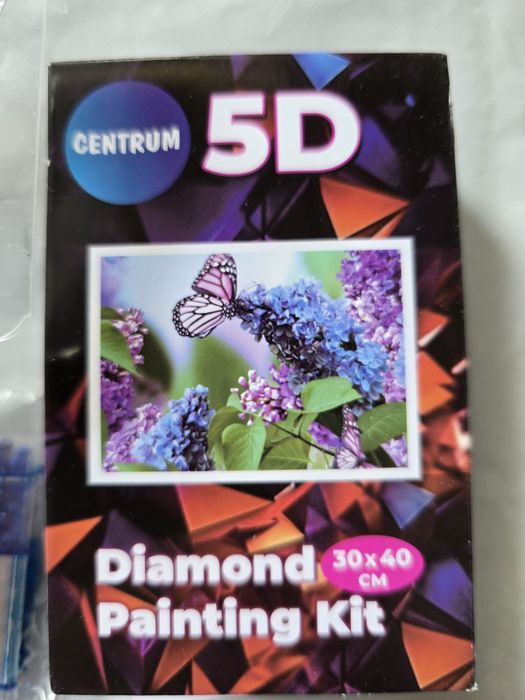 CENTRUM
5D
Diamond
30x40
CM
Painting Kit